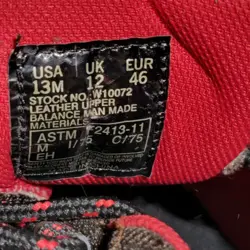 USA UK EUR
13M 12 46
STOCK NO. W10072
LEATHER UPPER
BALANCE MAN MADE
MATERIALS
ASTM F2413-11
M I/75 C/75
EH